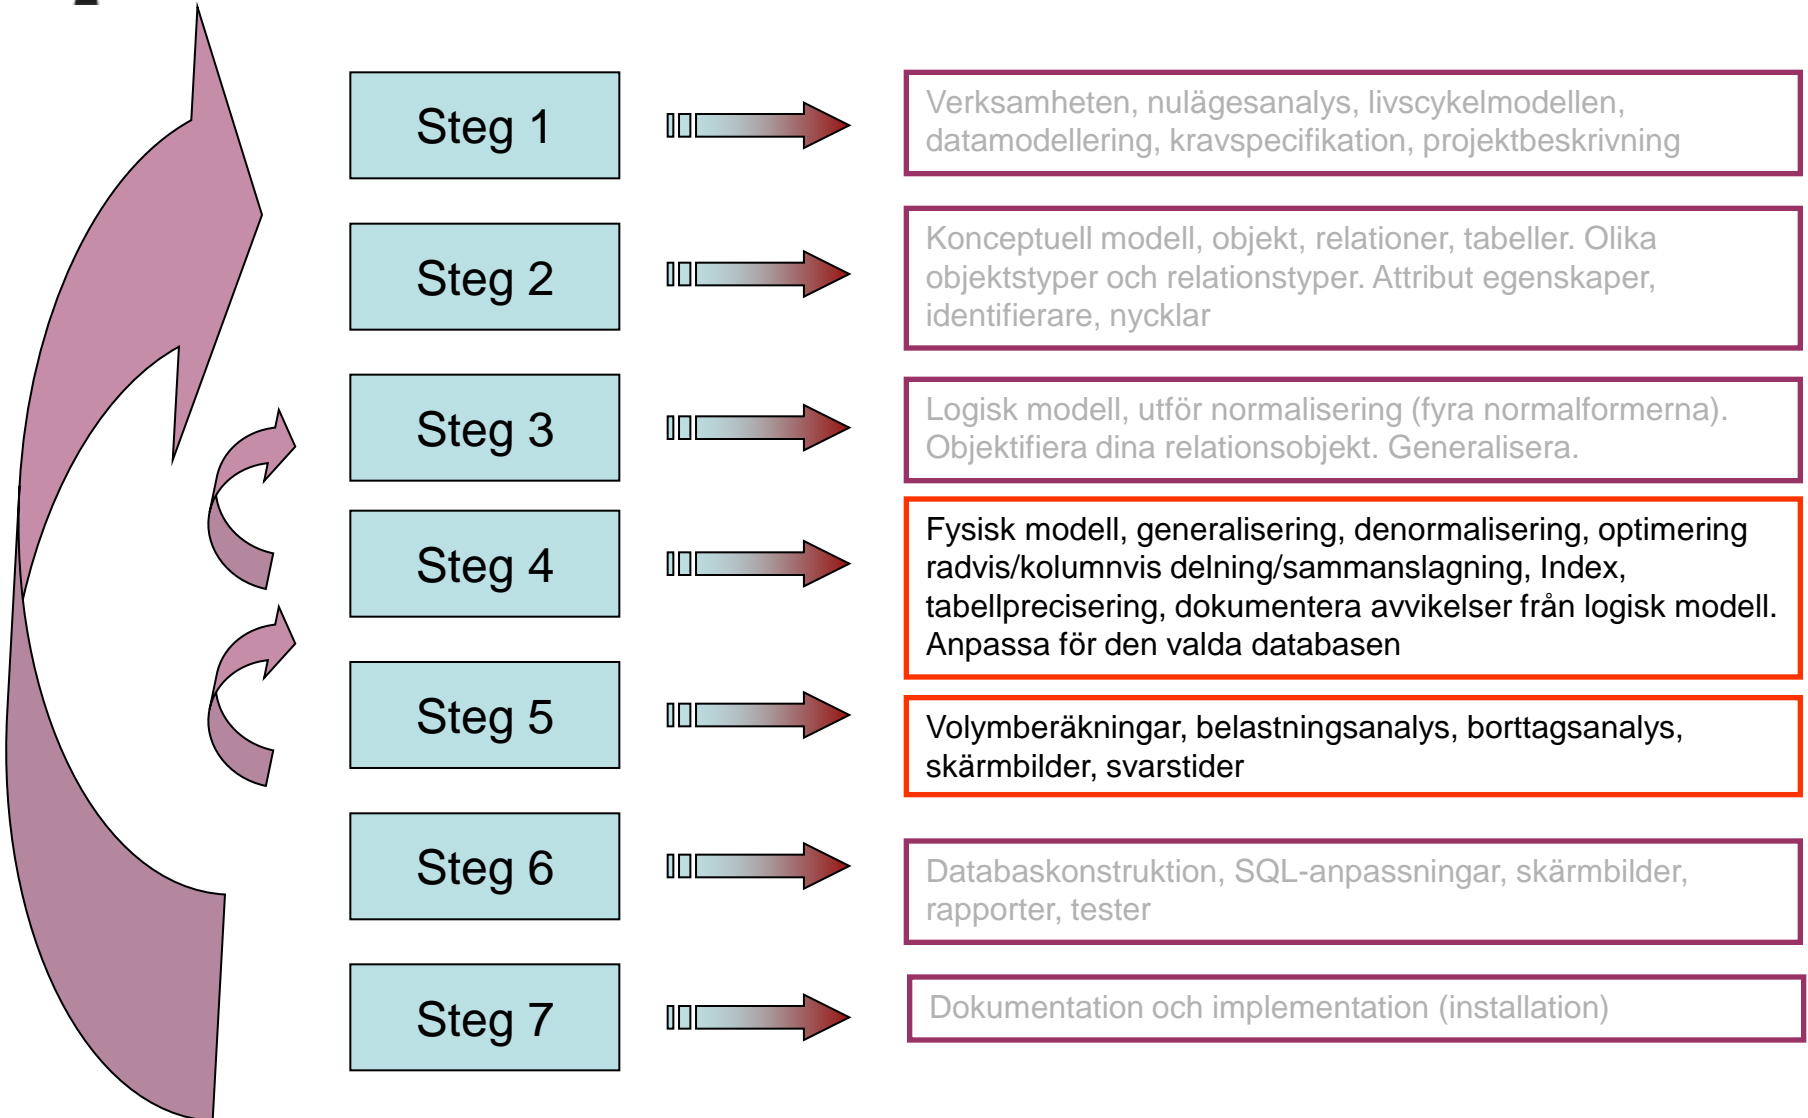 Steg 1
Verksamheten, nulägesanalys, livscykelmodellen,
datamodellering, kravspecifikation, projektbeskrivning
Steg 2
Konceptuell modell, objekt, relationer, tabeller. Olika
objektstyper och relationstyper. Attribut egenskaper,
identifierare, nycklar
Steg 3
Logisk modell, utför normalisering (fyra normalformerna).
Objektifiera dina relationsobjekt. Generalisera.
Steg 4
Fysisk modell, generalisering, denormalisering, optimering
radvis/kolumnvis delning/sammanslagning, Index,
tabellprecisering, dokumentera avvikelser från logisk modell.
Anpassa för den valda databasen
Steg 5
Volymberäkningar, belastningsanalys, borttagsanalys,
skärmbilder, svarstider
Steg 6
Databaskonstruktion, SQL-anpassningar, skärmbilder,
rapporter, tester
Steg 7
Dokumentation och implementation (installation)